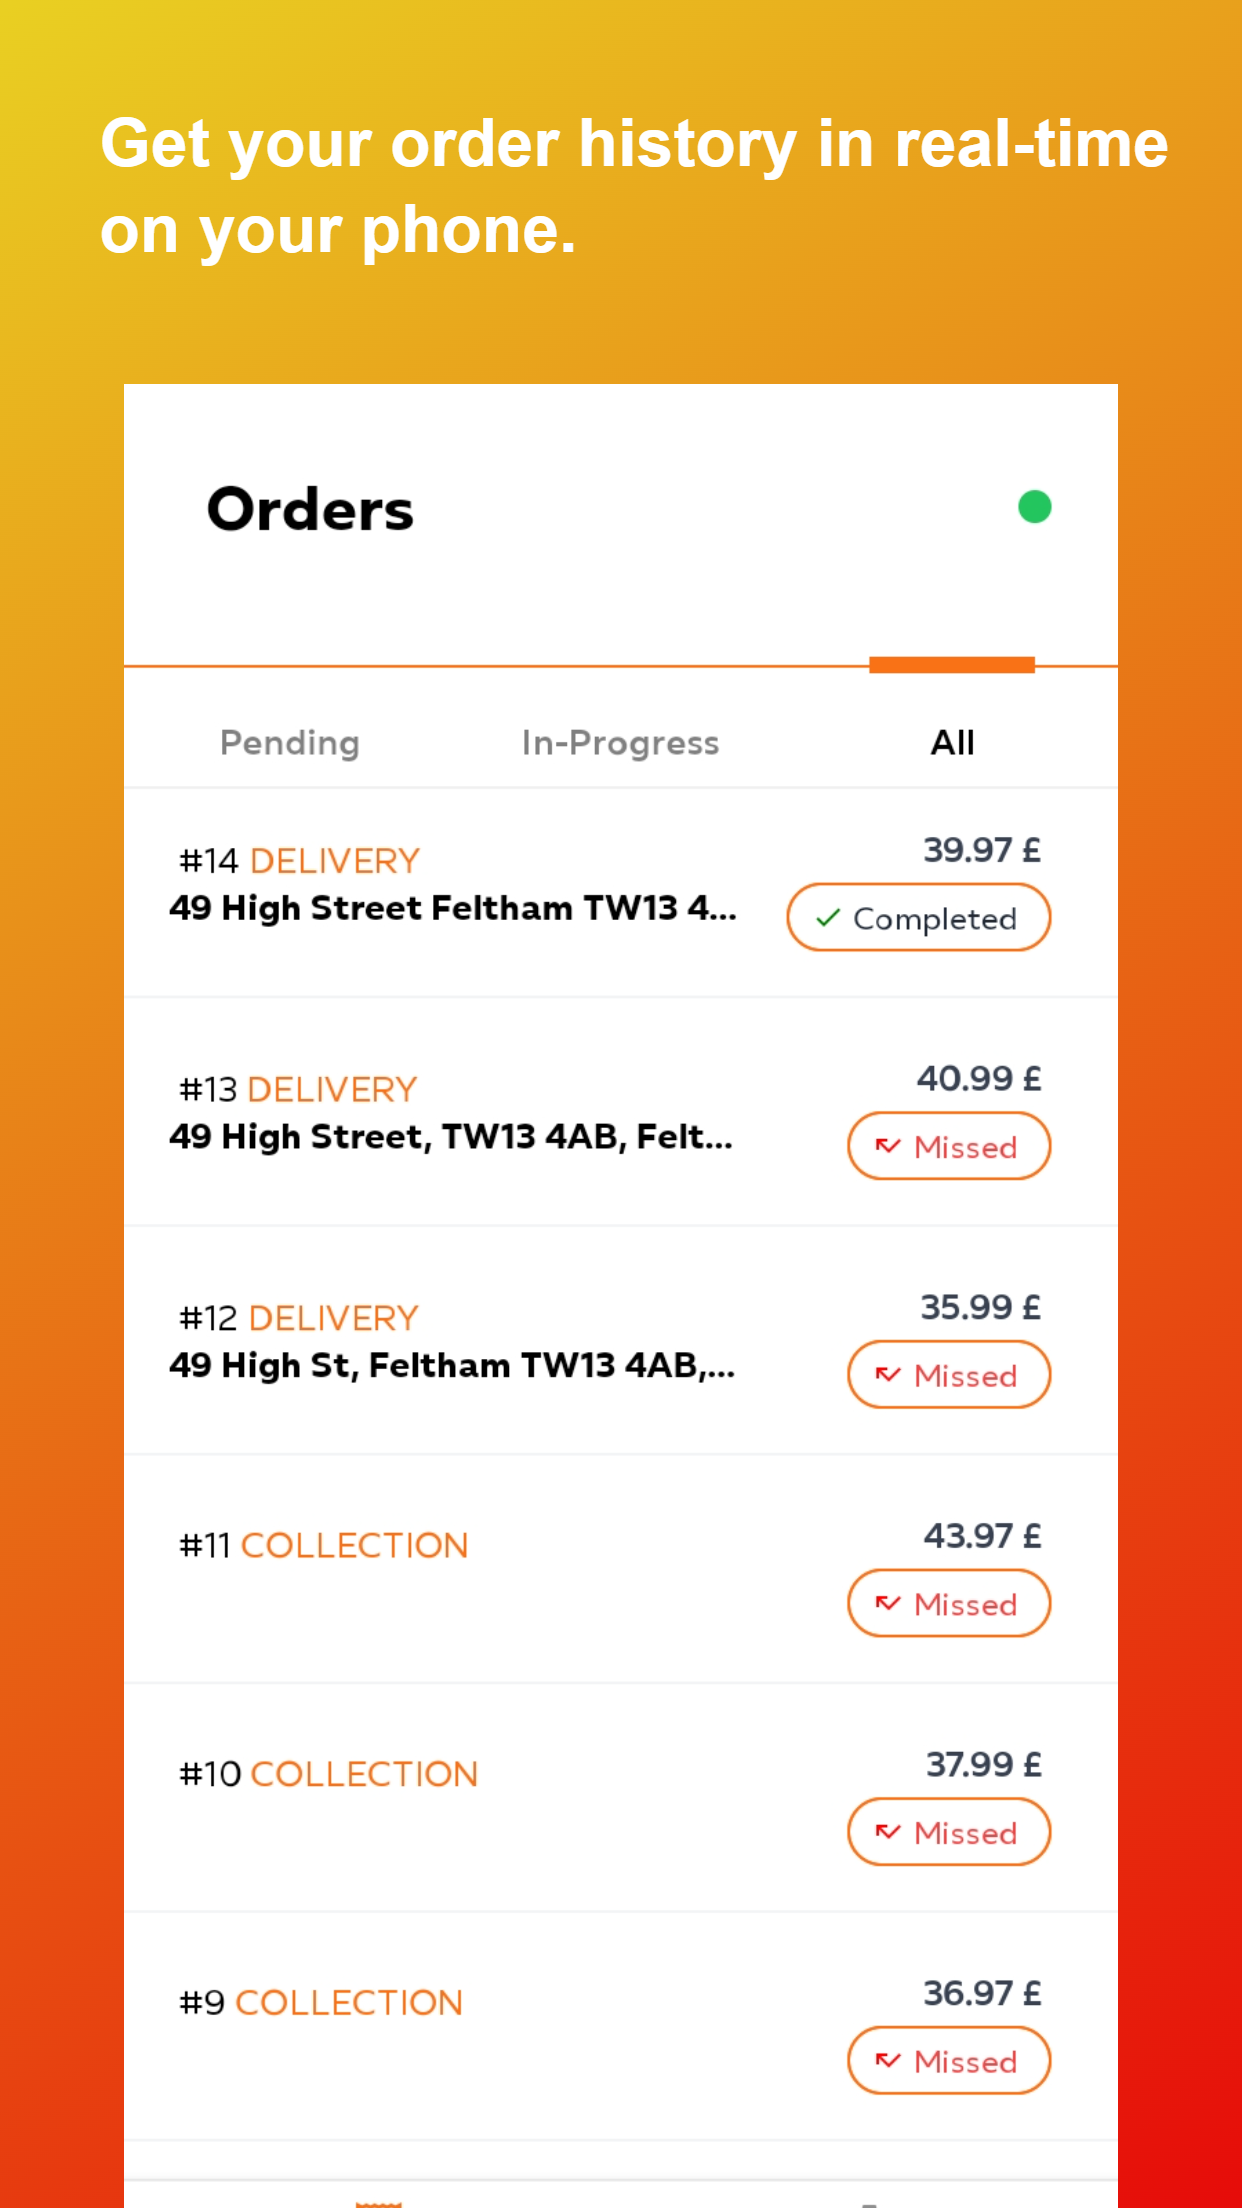 Get your order history in real-time
on your phone.
Orders
Pending In-Progress All
#14 DELIVERY 39.97 £
49 High Street Feltham TW13 4... Completed
#13 DELIVERY 40.99 £
49 High Street, TW13 4AB, Felt... Missed
#12 DELIVERY 35.99 £
49 High St, Feltham TW13 4AB,... Missed
#11 COLLECTION 43.97 £
Missed
#10 COLLECTION 37.99 £
Missed
#9 COLLECTION 36.97 £
Missed